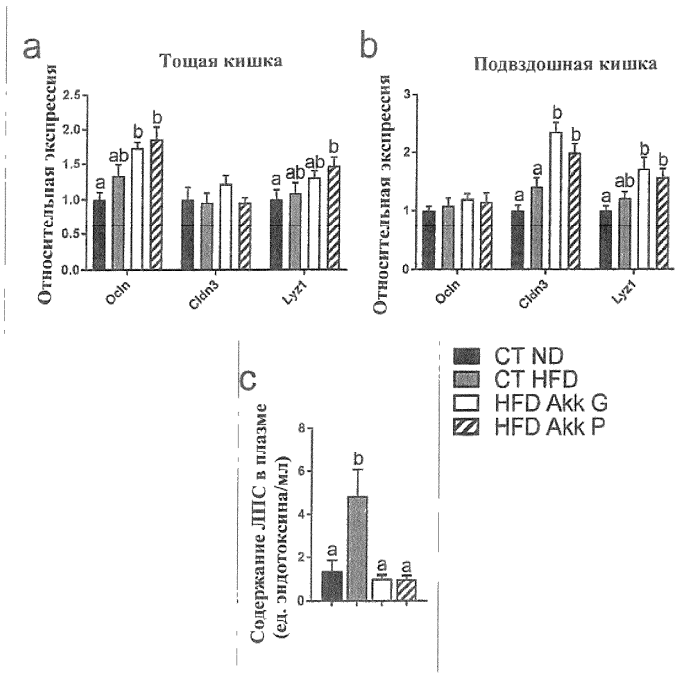 a
Тощая кишка
Относительная экспрессия
2.5
2.0
1.5
1.0
0.5
0.0
a
ab
b
b
a
ab
ab
b
Ocln
Cldn3
Lyz1
b
Подвздошная кишка
Относительная экспрессия
3
2
1
0
a
a
b
b
a
ab
b
b
Ocln
Cldn3
Lyz1
CT ND
CT HFD
HFD Akk G
HFD Akk P
c
Содержание ЛПС в плазме
(ед. эндотоксина/мл)
8
6
4
2
0
a
b
a
a